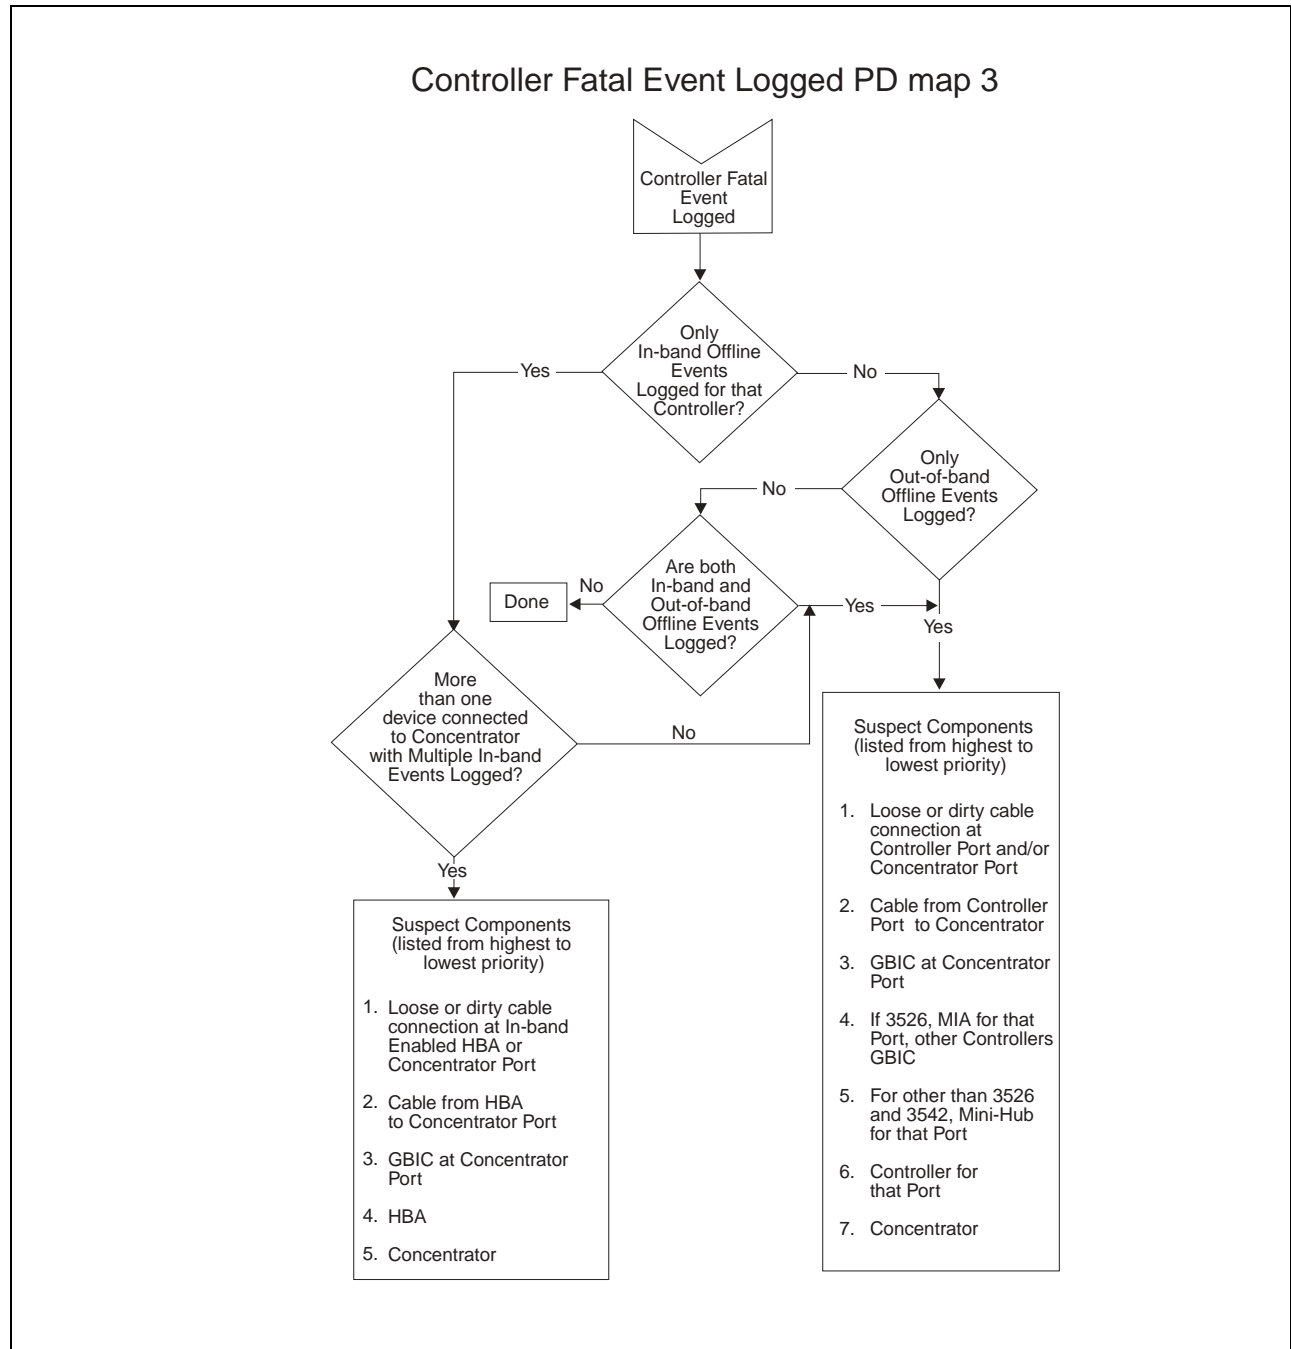 Controller Fatal Event Logged PD map 3
Controller Fatal
Event
Logged
Only
In-band Offline
Events
Logged for that
Controller?
Yes
No
Only
Out-of-band
Offline Events
Logged?
No
Yes
Are both
In-band and
Out-of-band
Offline Events
Logged?
No
Done
Yes
More
than one
device connected
to Concentrator
with Multiple In-band
Events Logged?
No
Yes
Suspect Components
(listed from highest to
lowest priority)
1. Loose or dirty cable
connection at In-band
Enabled HBA or
Concentrator Port
2. Cable from HBA
to Concentrator Port
3. GBIC at Concentrator
Port
4. HBA
5. Concentrator
Suspect Components
(listed from highest to
lowest priority)
1. Loose or dirty cable
connection at
Controller Port and/or
Concentrator Port
2. Cable from Controller
Port to Concentrator
3. GBIC at Concentrator
Port
4. If 3526, MIA for that
Port, other Controllers
GBIC
5. For other than 3526
and 3542, Mini-Hub
for that Port
6. Controller for
that Port
7. Concentrator